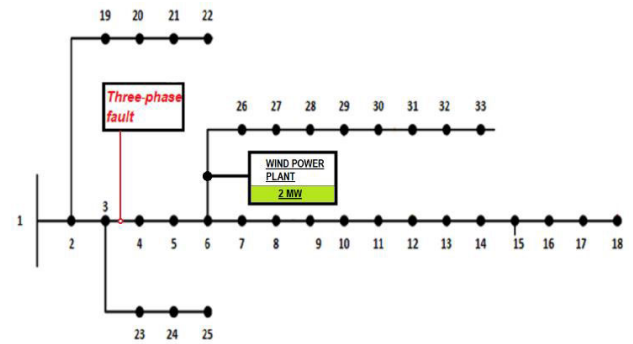 19 20 21 22
Three-phase
fault
26 27 28 29 30 31 32 33
WIND POWER
PLANT
2 MW
3
1
2 4 5 6 7 8 9 10 11 12 13 14 15 16 17 18
23 24 25